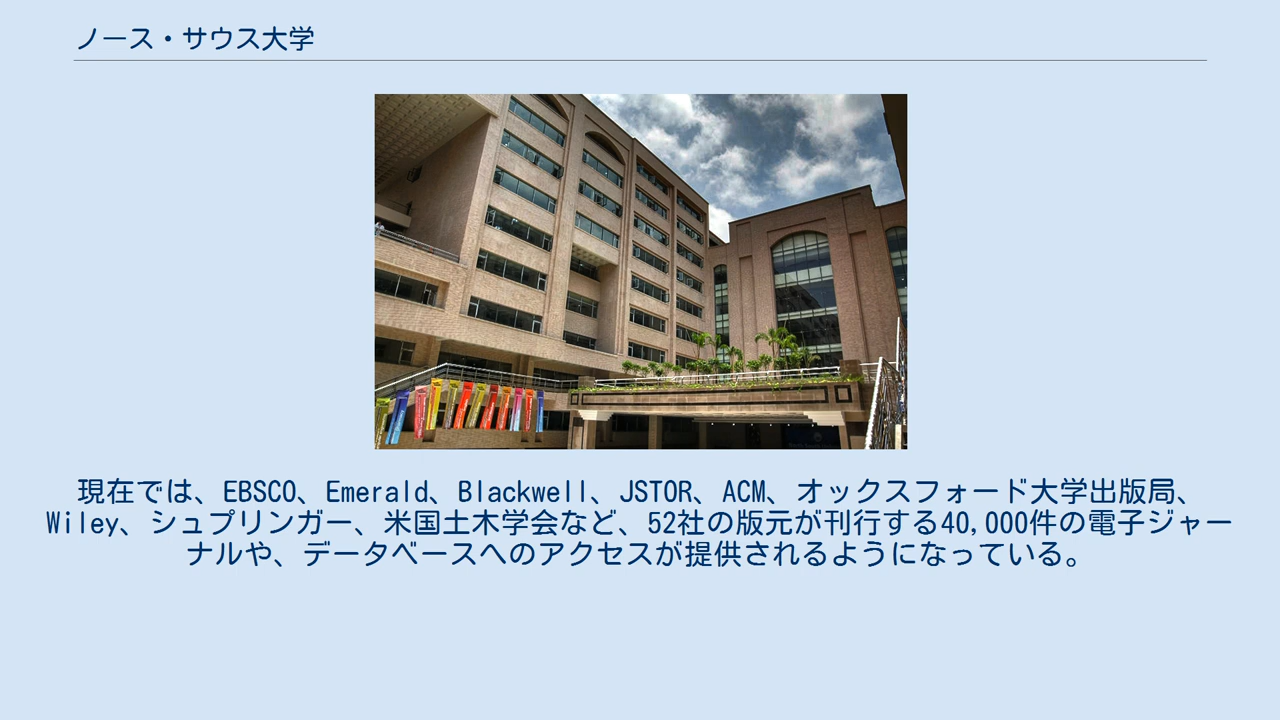 ノース・サウス大学
現在では、EBSCO、Emerald、Blackwell、JSTOR、ACM、オックスフォード大学出版局、
Wiley、シュプリンガー、米国土木学会など、52社の版元が刊行する40,000件の電子ジャー
ナルや、データベースへのアクセスが提供されるようになっている。